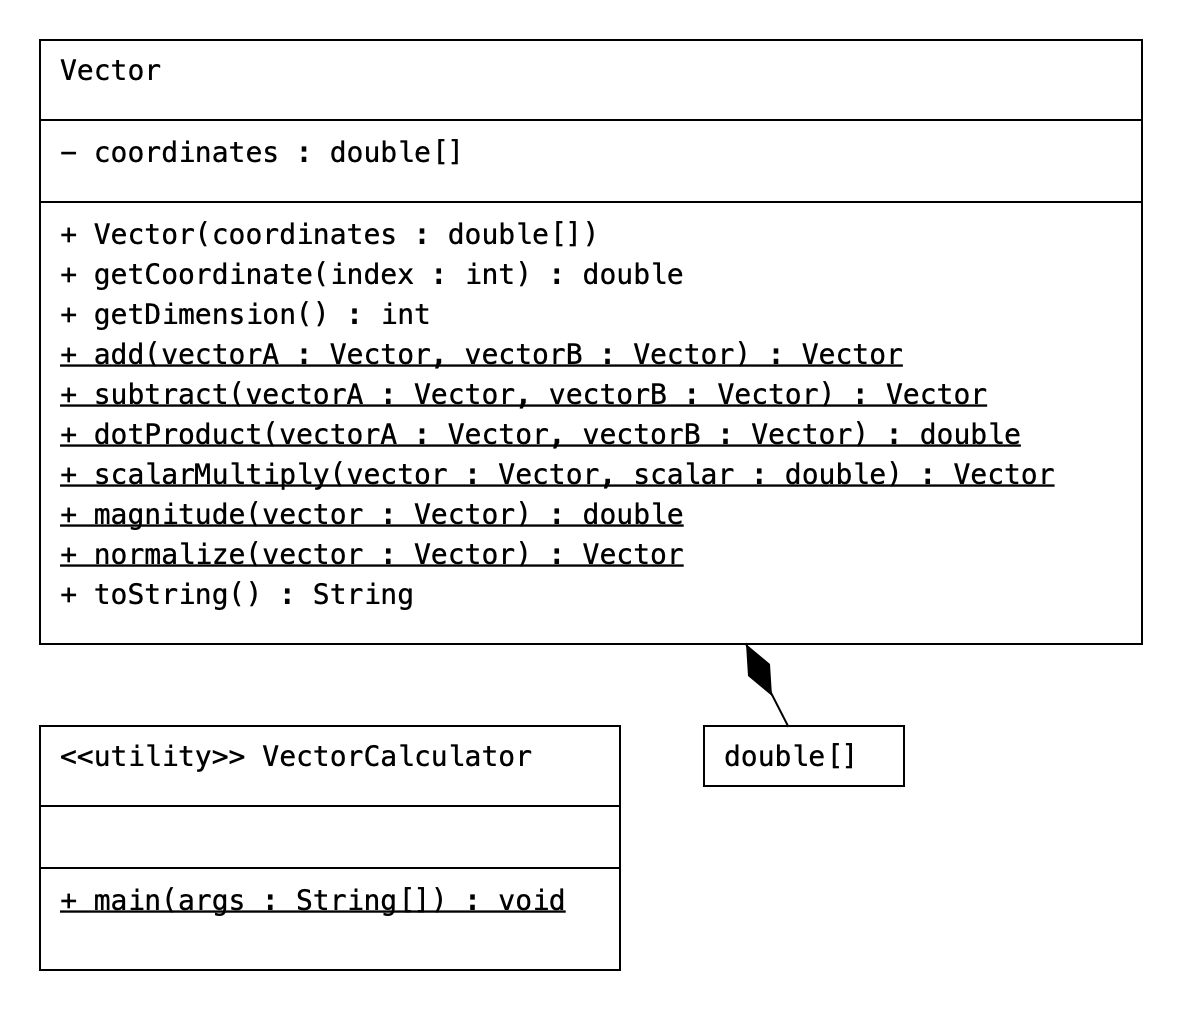 Vector
- coordinates : double[]
+ Vector(coordinates : double[])
+ getCoordinate(index : int) : double
+ getDimension() : int
+ add(vectorA : Vector, vectorB : Vector) : Vector
+ subtract(vectorA : Vector, vectorB : Vector) : Vector
+ dotProduct(vectorA : Vector, vectorB : Vector) : double
+ scalarMultiply(vector : Vector, scalar : double) : Vector
+ magnitude(vector : Vector) : double
+ normalize(vector : Vector) : Vector
+ toString() : String
<<utility>> VectorCalculator
+ main(args : String[]) : void
double[]